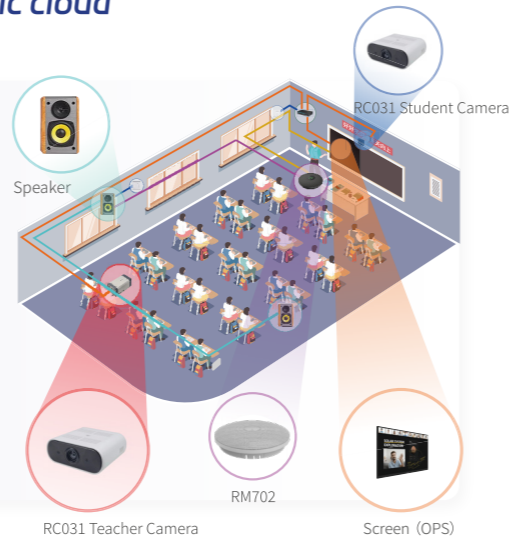 ic cloud
RC031 Student Camera
Speaker
RM702
RC031 Teacher Camera
Screen（OPS）